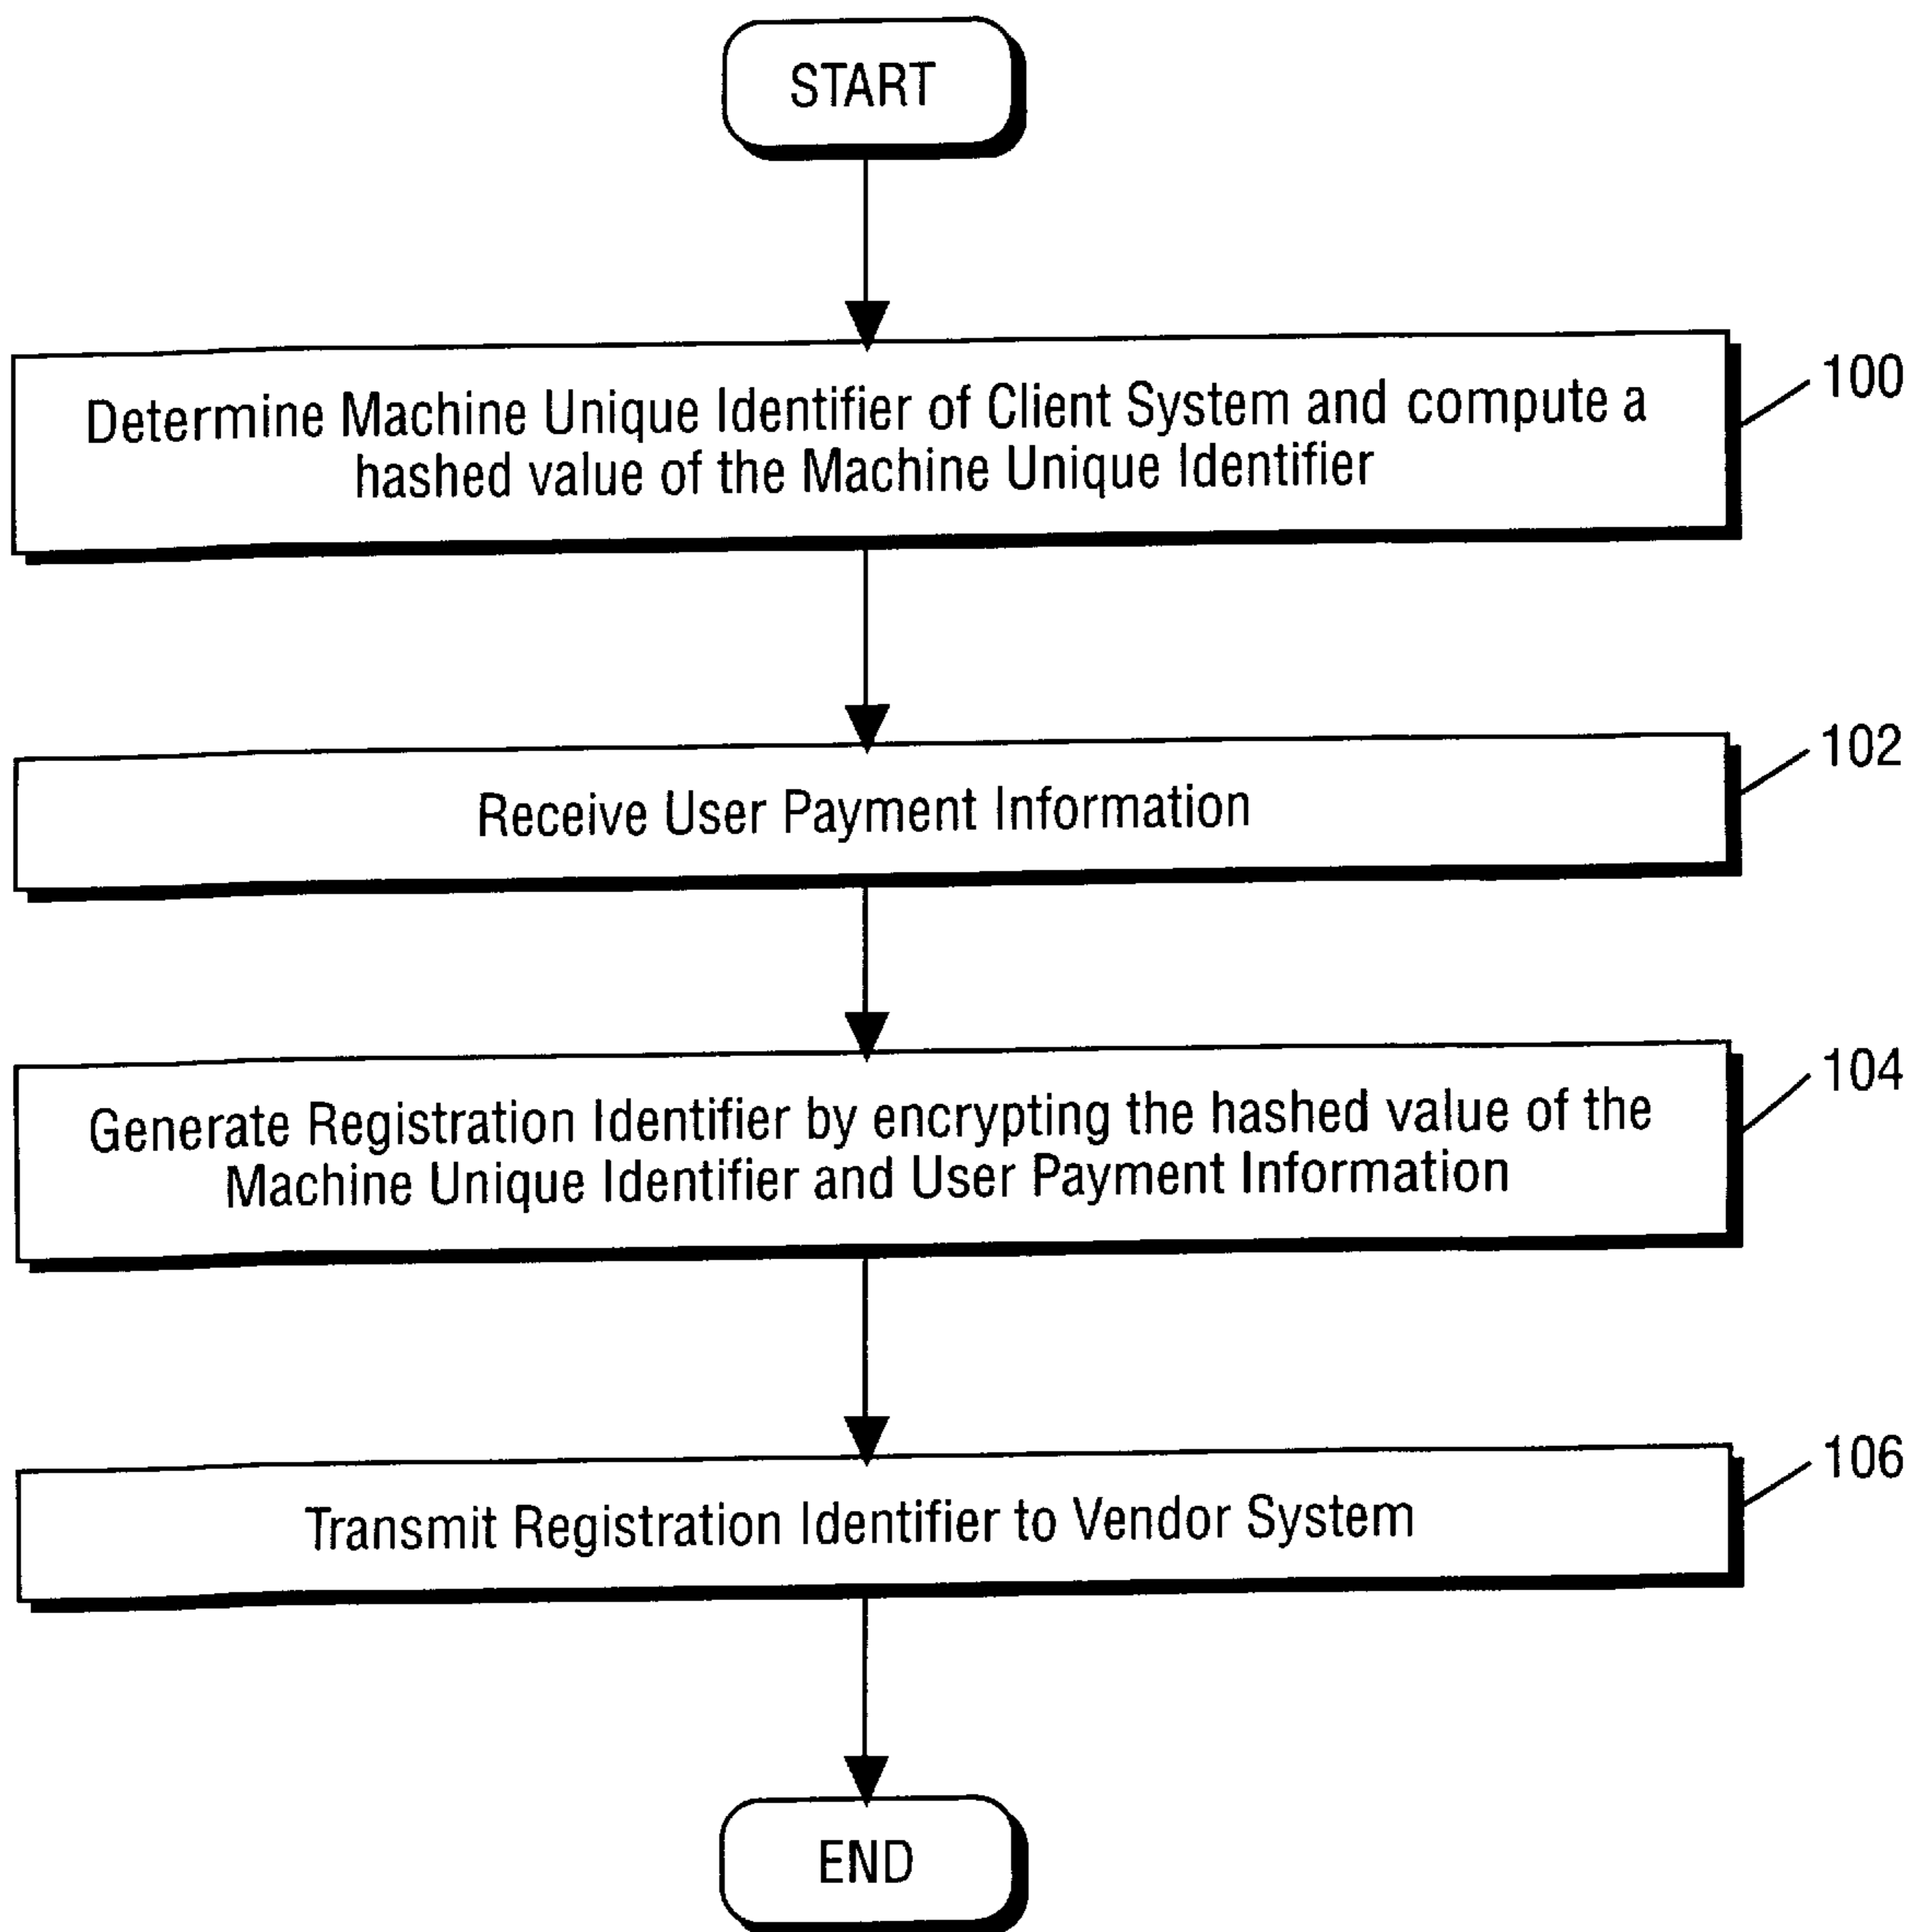 START
Determine Machine Unique Identifier of Client System and compute a
hashed value of the Machine Unique Identifier
100
Receive User Payment Information
102
Generate Registration Identifier by encrypting the hashed value of the
Machine Unique Identifier and User Payment Information
104
Transmit Registration Identifier to Vendor System
106
END